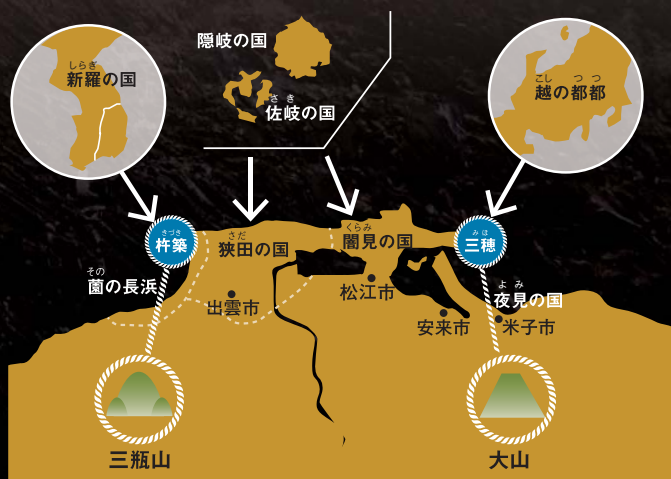 隠岐の国
しらぎ
新羅の国
こし つつ
越の都都
さき
佐岐の国
きづき
杵築
さだ
狭田の国
くらみ
闇見の国
みほ
三穂
その
薗の長浜
よみ
夜見の国
松江市
出雲市
安来市
米子市
三瓶山
大山